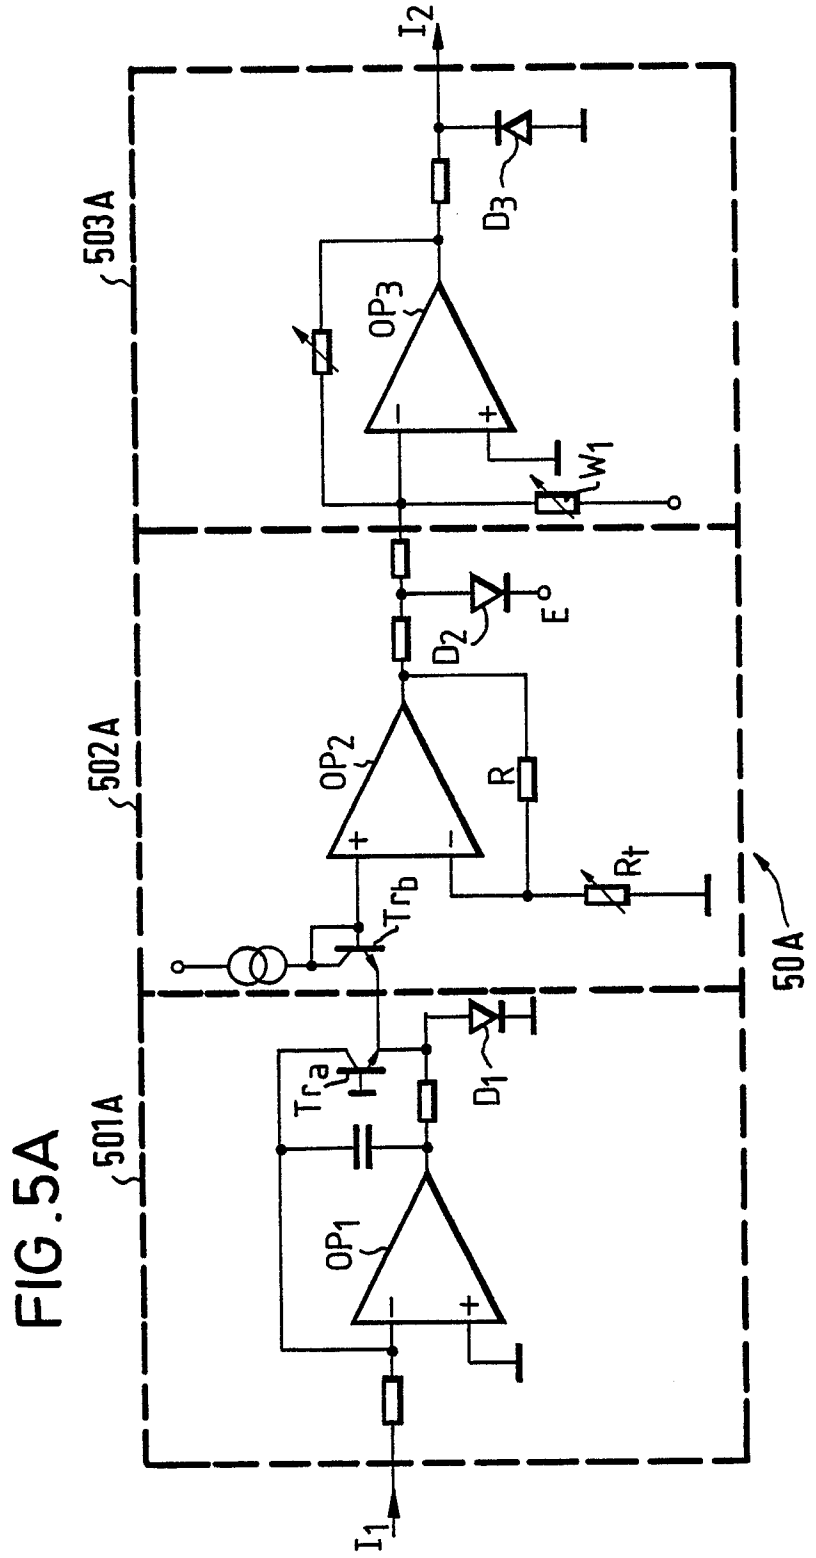 FIG.5A
501A
502A
503A
I1
OP1
Tra
D1
Trb
OP2
R
Rt
D2
E
OP3
W1
D3
I2
50A
−
+
+
−
−
+